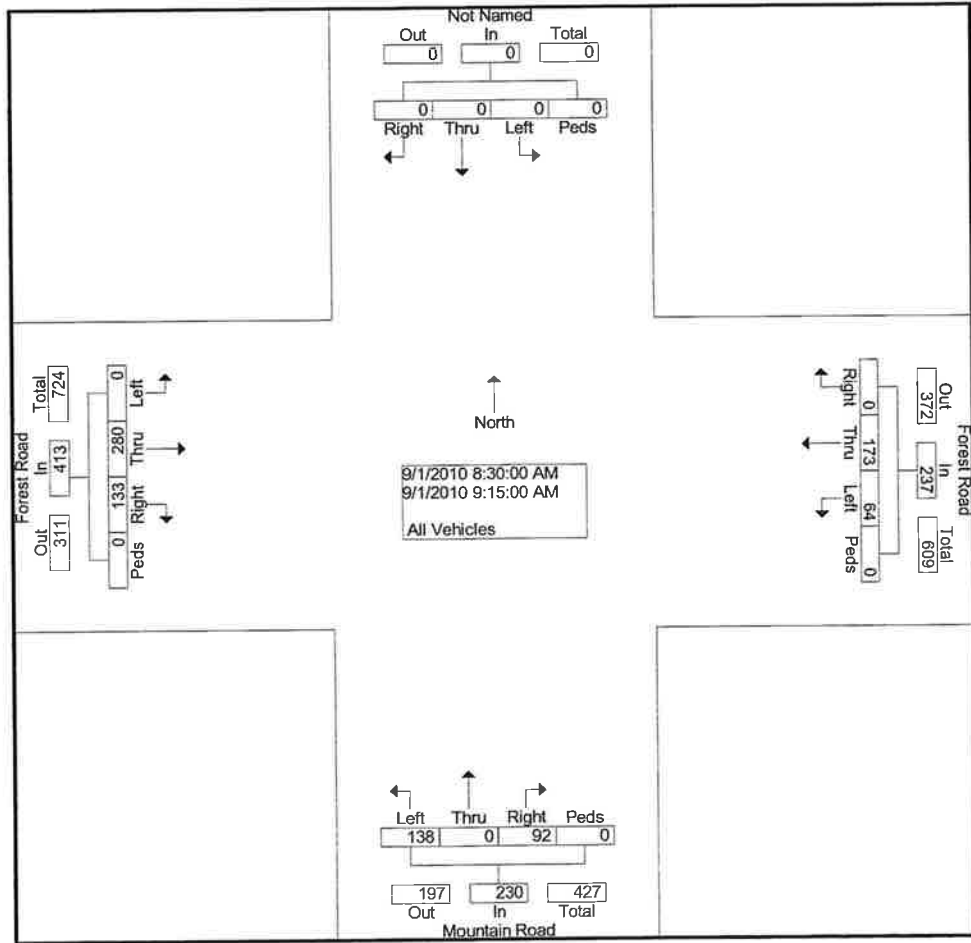 Not Named
Out In Total
0 0 0
0 0 0 0
Right Thru Left Peds
Forest Road
Total In Out
724 413 311
0 280 133 0
Left Thru Right Peds
North
9/1/2010 8:30:00 AM
9/1/2010 9:15:00 AM
All Vehicles
Right Thru Left Peds
0 173 64 0
Out In Total
372 237 609
Forest Road
Left Thru Right Peds
138 0 92 0
197 230 427
Out In Total
Mountain Road